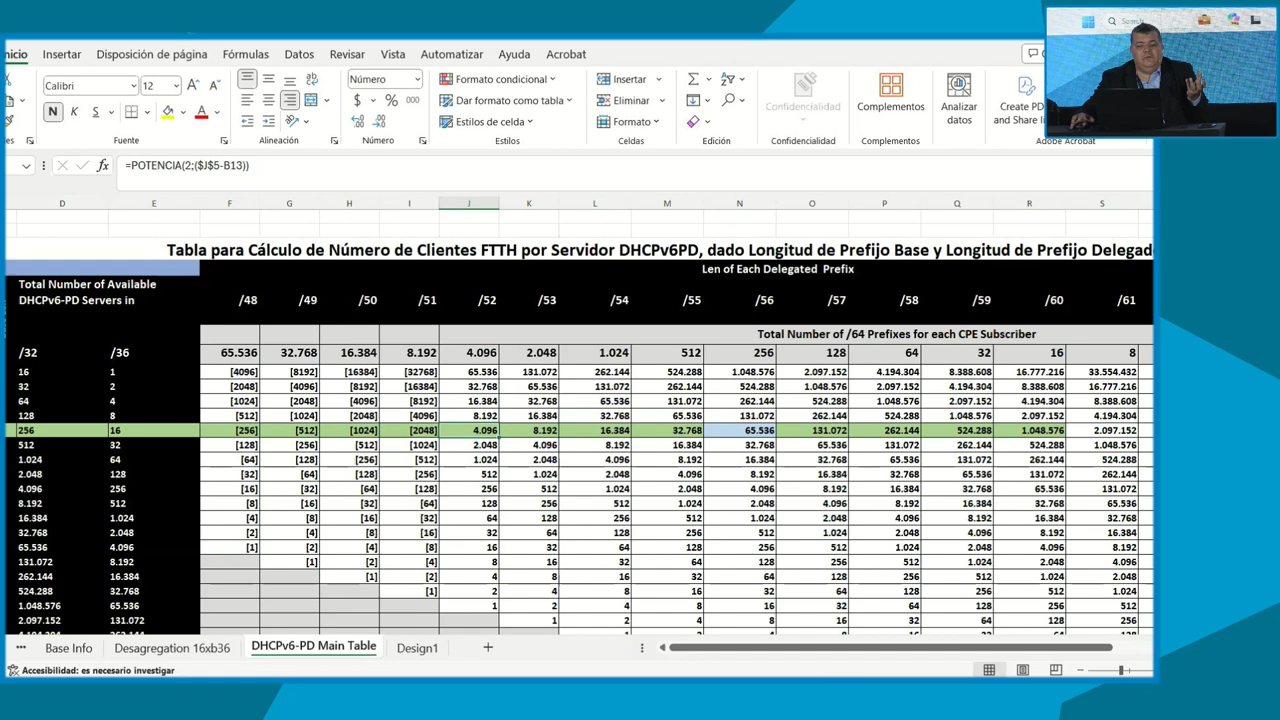 Inicio Insertar Disposición de página Fórmulas Datos Revisar Vista Automatizar Ayuda Acrobat
Calibri 12 Número Formato condicional Insertar
N K S $ % 000 Dar formato como tabla Eliminar Confidencialidad Complementos Analizar datos Create PD and Share li
Estilos de celda Formato
Fuente Alineación Número Estilos Celdas Edición Confidencialidad Complementos Adobe Acrobat
fx =POTENCIA(2;($J$5-B13))
D E F G H I J K L M N O P Q R S
Tabla para Cálculo de Número de Clientes FTTH por Servidor DHCPv6PD, dado Longitud de Prefijo Base y Longitud de Prefijo Delegado
Len of Each Delegated Prefix
Total Number of Available
DHCPv6-PD Servers in /48 /49 /50 /51 /52 /53 /54 /55 /56 /57 /58 /59 /60 /61
Total Number of /64 Prefixes for each CPE Subscriber
/32 /36 65.536 32.768 16.384 8.192 4.096 2.048 1.024 512 256 128 64 32 16 8
16 1 [4096] [8192] [16384] [32768] 65.536 131.072 262.144 524.288 1.048.576 2.097.152 4.194.304 8.388.608 16.777.216 33.554.432
32 2 [2048] [4096] [8192] [16384] 32.768 65.536 131.072 262.144 524.288 1.048.576 2.097.152 4.194.304 8.388.608 16.777.216
64 4 [1024] [2048] [4096] [8192] 16.384 32.768 65.536 131.072 262.144 524.288 1.048.576 2.097.152 4.194.304 8.388.608
128 8 [512] [1024] [2048] [4096] 8.192 16.384 32.768 65.536 131.072 262.144 524.288 1.048.576 2.097.152 4.194.304
256 16 [256] [512] [1024] [2048] 4.096 8.192 16.384 32.768 65.536 131.072 262.144 524.288 1.048.576 2.097.152
512 32 [128] [256] [512] [1024] 2.048 4.096 8.192 16.384 32.768 65.536 131.072 262.144 524.288 1.048.576
1.024 64 [64] [128] [256] [512] 1.024 2.048 4.096 8.192 16.384 32.768 65.536 131.072 262.144 524.288
2.048 128 [32] [64] [128] [256] 512 1.024 2.048 4.096 8.192 16.384 32.768 65.536 131.072 262.144
4.096 256 [16] [32] [64] [128] 256 512 1.024 2.048 4.096 8.192 16.384 32.768 65.536 131.072
8.192 512 [8] [16] [32] [64] 128 256 512 1.024 2.048 4.096 8.192 16.384 32.768 65.536
16.384 1.024 [4] [8] [16] [32] 64 128 256 512 1.024 2.048 4.096 8.192 16.384 32.768
32.768 2.048 [2] [4] [8] [16] 32 64 128 256 512 1.024 2.048 4.096 8.192 16.384
65.536 4.096 [1] [2] [4] [8] 16 32 64 128 256 512 1.024 2.048 4.096 8.192
131.072 8.192 [1] [2] [4] 8 16 32 64 128 256 512 1.024 2.048 4.096
262.144 16.384 [1] [2] 4 8 16 32 64 128 256 512 1.024 2.048
524.288 32.768 [1] 2 4 8 16 32 64 128 256 512 1.024
1.048.576 65.536 1 2 4 8 16 32 64 128 256 512
2.097.152 131.072 1 2 4 8 16 32 64 128 256
Base Info Desagregation 16xb36 DHCPv6-PD Main Table Design1
Accesibilidad: es necesario investigar